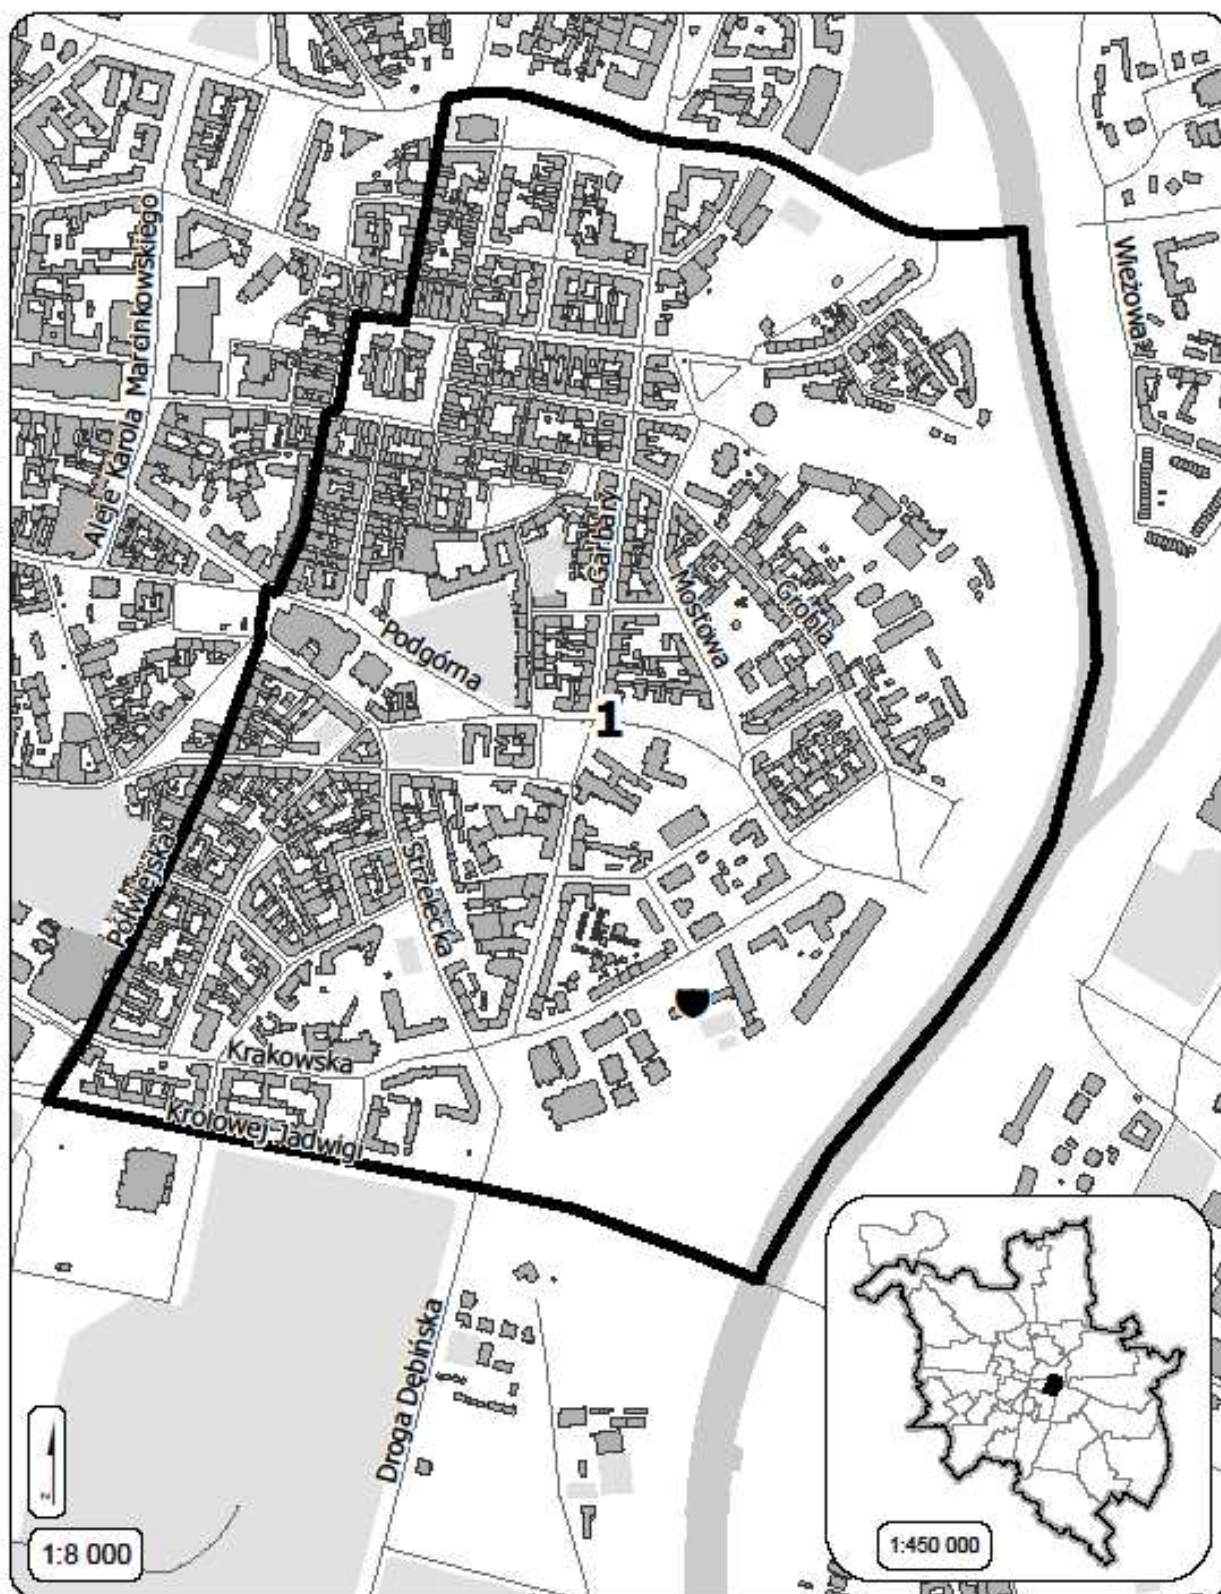 Aleje Karola Marcinkowskiego
Wieżowa
Garbary
Mostowa
Grobla
Podgórna
1
Półwiejska
Strzelecka
Krakowska
Królowej Jadwigi
Droga Dębińska
N
1:8 000
1:450 000